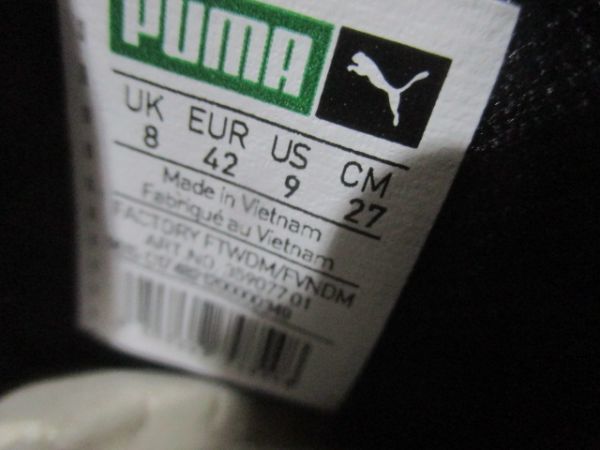 PUMA
UK EUR US CM
8 42 9 27
Made in Vietnam
Fabriqué au Vietnam
FACTORY FTWDM/FVNDM
ART. NO. 359077 01